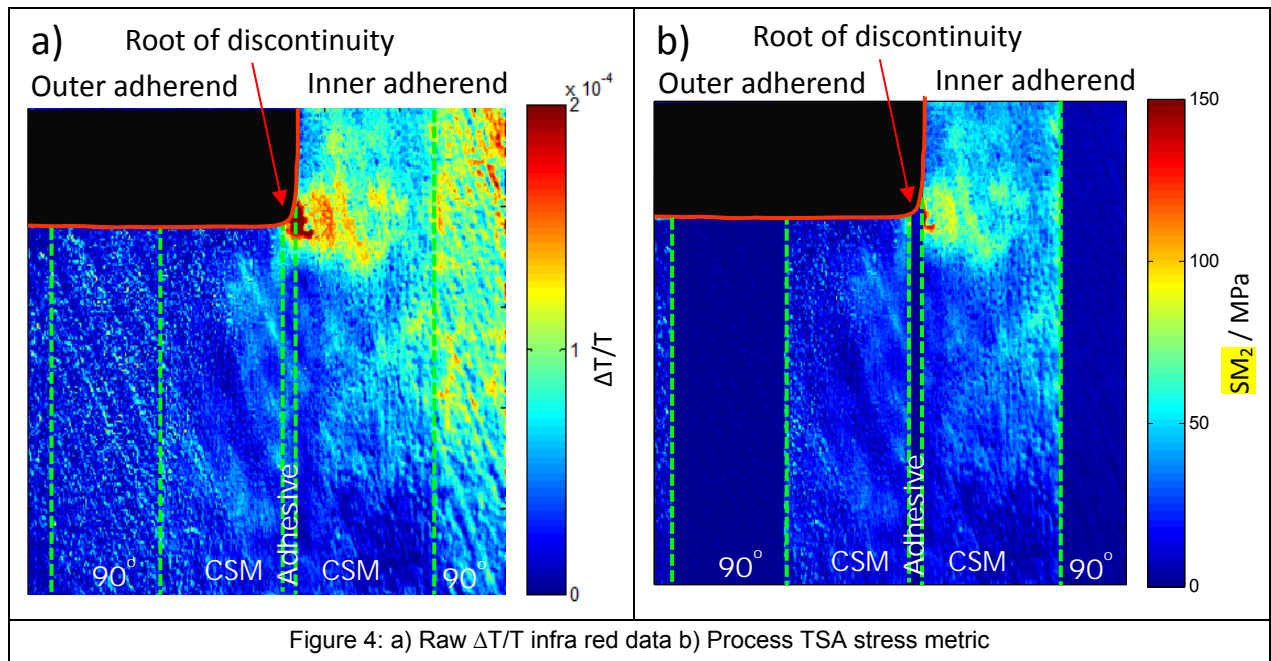 a)
Root of discontinuity
Outer adherend
Inner adherend
x 10⁻⁴
2
1
0
ΔT/T
90°
CSM
Adhesive
CSM
90°
b)
Root of discontinuity
Outer adherend
Inner adherend
150
100
50
0
SM₂ / MPa
90°
CSM
Adhesive
CSM
90°
Figure 4: a) Raw ΔT/T infra red data b) Process TSA stress metric